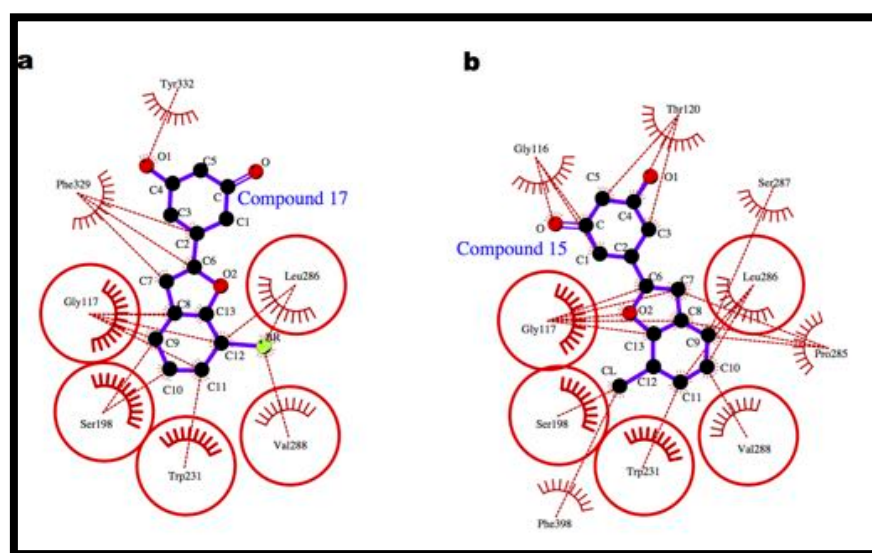 a
Tyr332
O1
C5
O
C4
C
Phe329
Compound 17
C3
C1
C2
C6
O2
C7
Leu286
Gly117
C8
C13
BR
C12
C9
C10
C11
Ser198
Val288
Trp231
b
Thr120
Gly116
C5
O1
Ser287
C4
O
C
C3
Compound 15
C1
C2
Leu286
C6
C7
O2
C8
Gly117
C13
C9
Pro285
CL
C12
C10
C11
Ser198
Val288
Trp231
Phe398